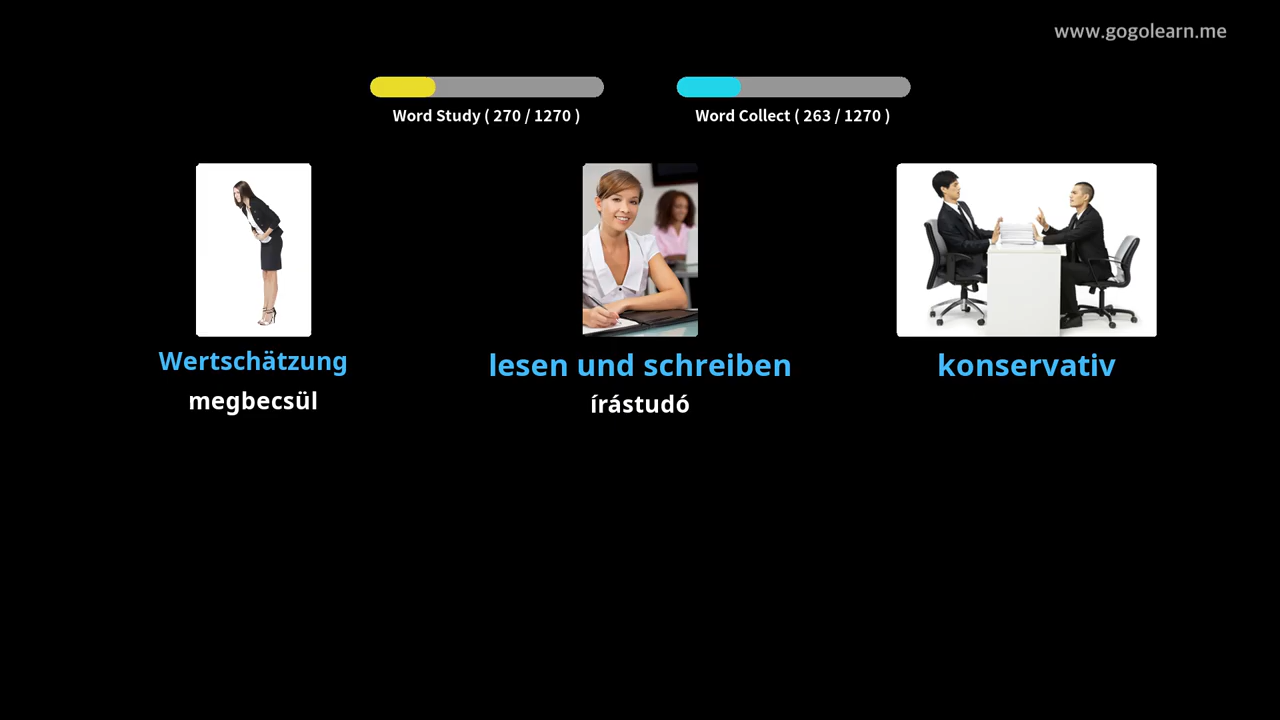 www.gogolearn.me
Word Study ( 270 / 1270 )
Word Collect ( 263 / 1270 )
Wertschätzung
megbecsül
lesen und schreiben
írástudó
konservativ